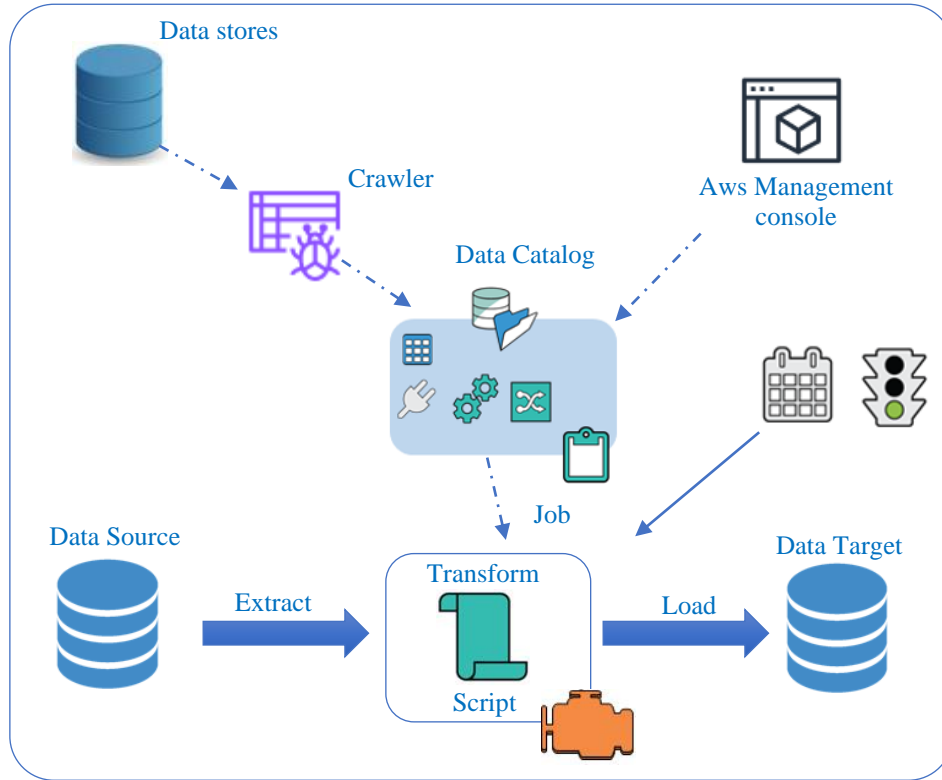 Data stores
Crawler
Aws Management
console
Data Catalog
Job
Data Source
Data Target
Transform
Extract
Load
Script